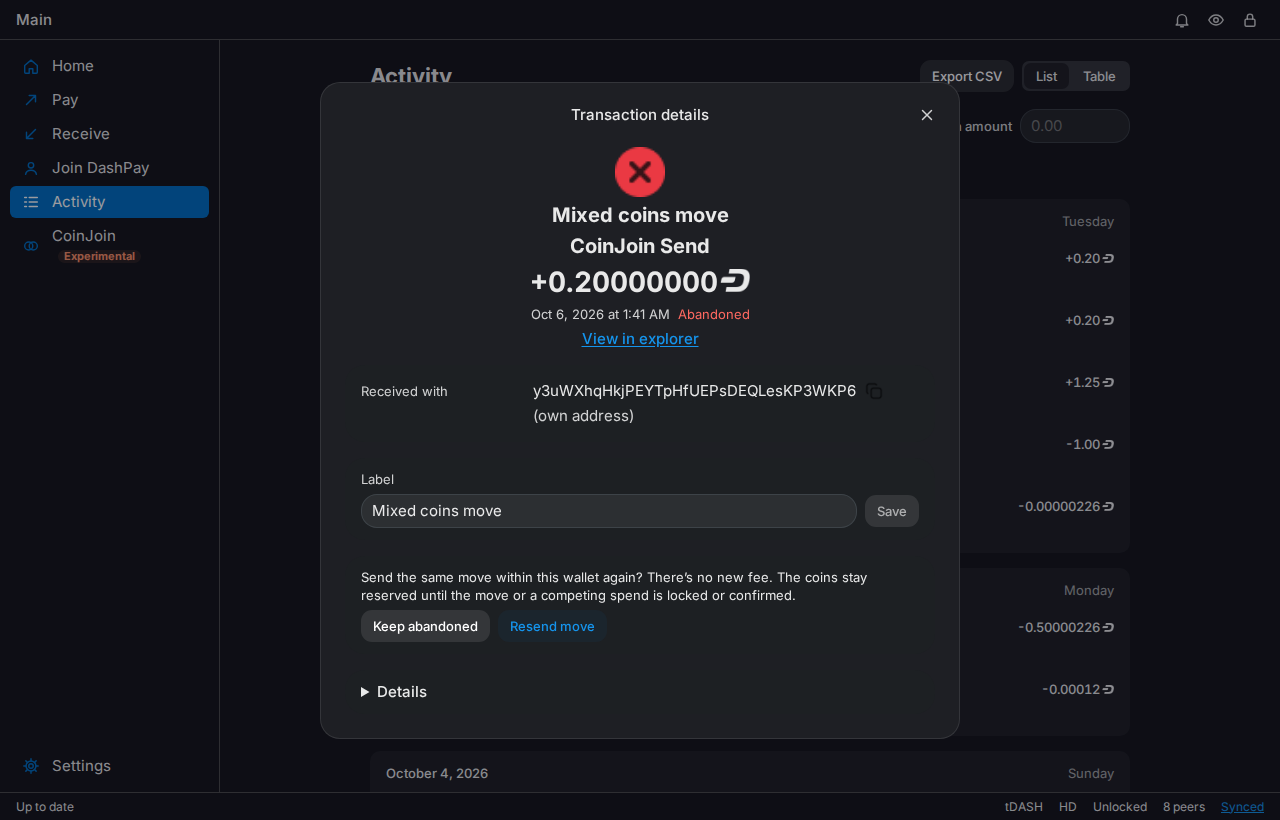 Main
Home
Pay
Receive
Join DashPay
Activity
CoinJoin
Experimental
Settings
Activity
Export CSV
List
Table
amount
0.00
Tuesday
+0.20
+0.20
+1.25
-1.00
-0.00000226
Monday
-0.50000226
-0.00012
October 4, 2026
Sunday
Transaction details
Mixed coins move
CoinJoin Send
+0.20000000
Oct 6, 2026 at 1:41 AM Abandoned
View in explorer
Received with
y3uWXhqHkjPEYTpHfUEPsDEQLesKP3WKP6
(own address)
Label
Mixed coins move
Save
Send the same move within this wallet again? There’s no new fee. The coins stay
reserved until the move or a competing spend is locked or confirmed.
Keep abandoned
Resend move
Details
Up to date
tDASH
HD
Unlocked
8 peers
Synced